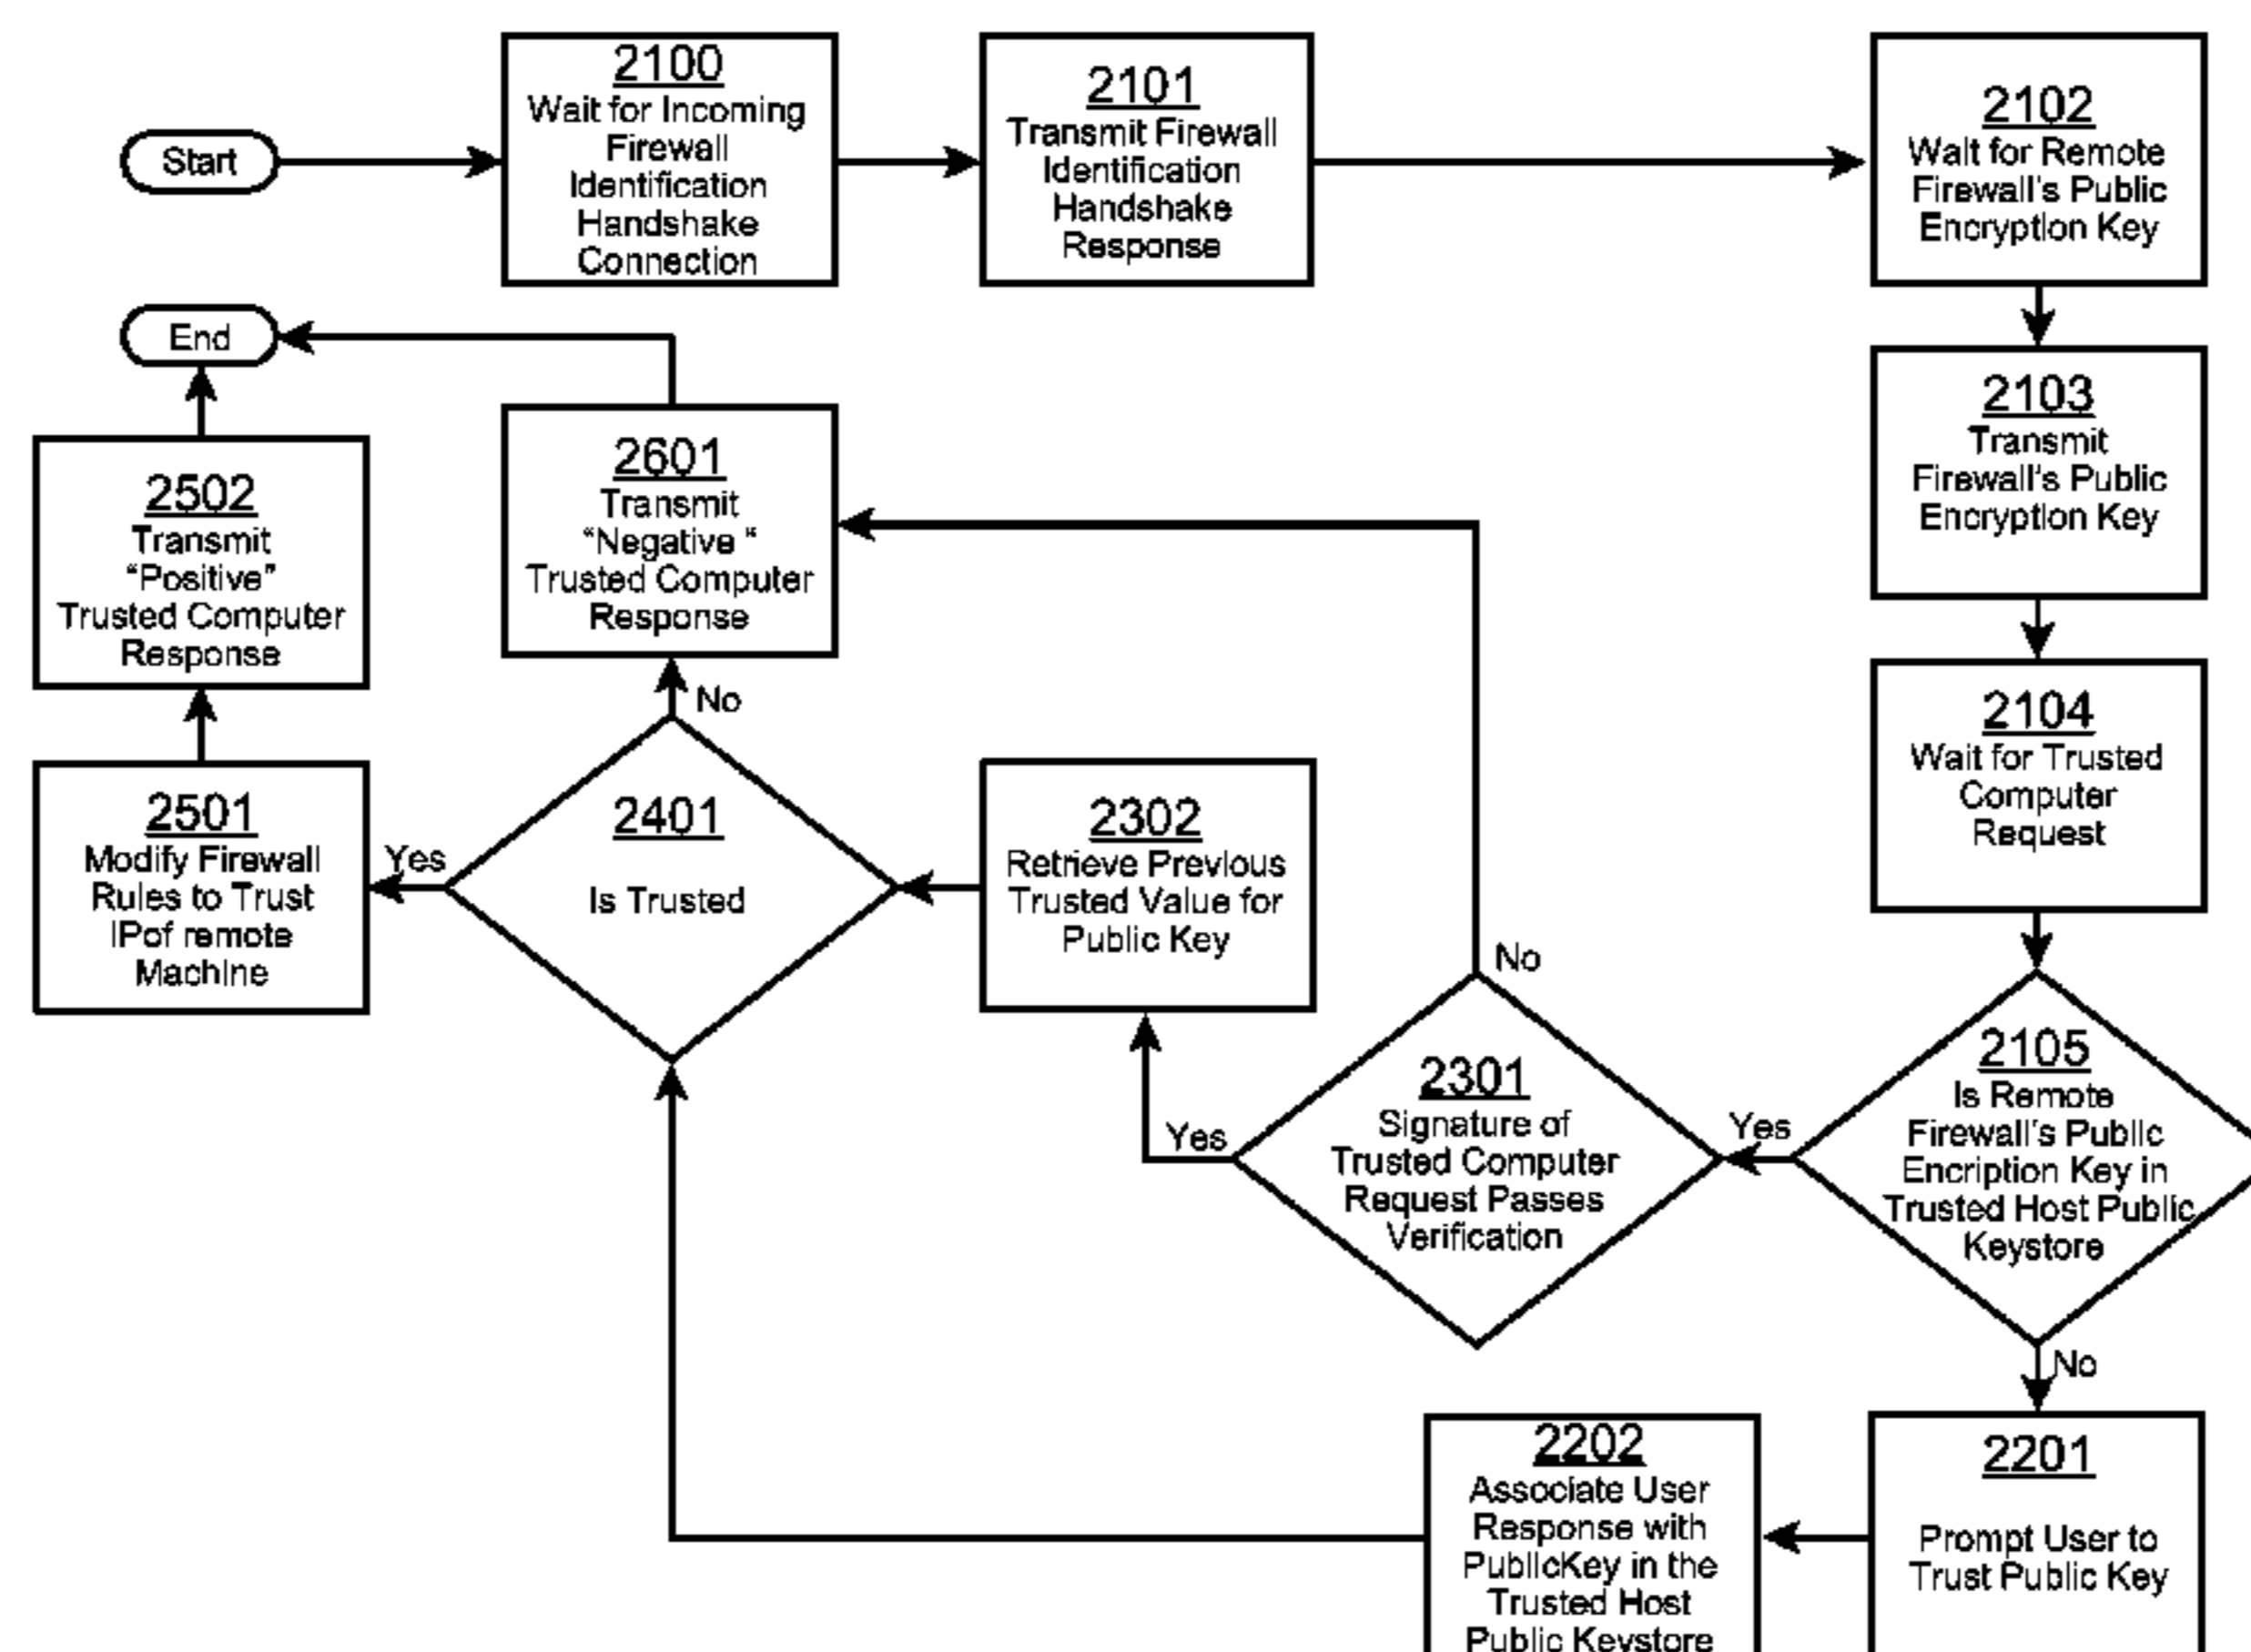 Start
2100
Wait for Incoming
Firewall
Identification
Handshake
Connection
2101
Transmit Firewall
Identification
Handshake
Response
2102
Wait for Remote
Firewall's Public
Encryption Key
2103
Transmit
Firewall's Public
Encryption Key
2104
Wait for Trusted
Computer
Request
2105
Is Remote
Firewall's Public
Encription Key in
Trusted Host Public
Keystore
Yes
No
2301
Signature of
Trusted Computer
Request Passes
Verification
Yes
No
2302
Retrieve Previous
Trusted Value for
Public Key
2201
Prompt User to
Trust Public Key
2202
Associate User
Response with
PublicKey in the
Trusted Host
Public Keystore
2401
Is Trusted
Yes
No
2501
Modify Firewall
Rules to Trust
IPof remote
Machine
2502
Transmit
“Positive”
Trusted Computer
Response
2601
Transmit
“Negative “
Trusted Computer
Response
End